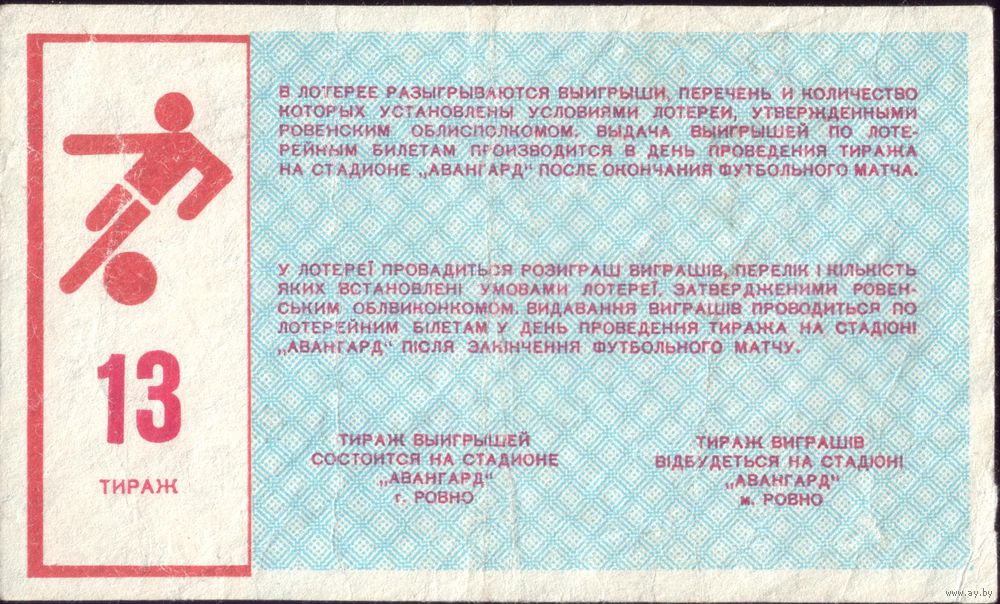 В ЛОТЕРЕЕ РАЗЫГРЫВАЮТСЯ ВЫИГРЫШИ, ПЕРЕЧЕНЬ И КОЛИЧЕСТВО
КОТОРЫХ УСТАНОВЛЕНЫ УСЛОВИЯМИ ЛОТЕРЕИ, УТВЕРЖДЕННЫМИ
РОВЕНСКИМ ОБЛИСПОЛКОМОМ. ВЫДАЧА ВЫИГРЫШЕЙ ПО ЛОТЕ-
РЕЙНЫМ БИЛЕТАМ ПРОИЗВОДИТСЯ В ДЕНЬ ПРОВЕДЕНИЯ ТИРАЖА
НА СТАДИОНЕ „АВАНГАРД" ПОСЛЕ ОКОНЧАНИЯ ФУТБОЛЬНОГО МАТЧА.
У ЛОТЕРЕЇ ПРОВАДИТЬСЯ РОЗИГРАШ ВИГРАШІВ, ПЕРЕЛІК І КІЛЬКІСТЬ
ЯКИХ ВСТАНОВЛЕНІ УМОВАМИ ЛОТЕРЕЇ, ЗАТВЕРДЖЕНИМИ РОВЕН-
СЬКИМ ОБЛВИКОНКОМОМ. ВИДАВАННЯ ВИГРАШІВ ПРОВОДИТЬСЯ ПО
ЛОТЕРЕЙНИМ БІЛЕТАМ У ДЕНЬ ПРОВЕДЕННЯ ТИРАЖА НА СТАДІОНІ
„АВАНГАРД" ПІСЛЯ ЗАКІНЧЕННЯ ФУТБОЛЬНОГО МАТЧУ.
13
ТИРАЖ
ТИРАЖ ВЫИГРЫШЕЙ
СОСТОИТСЯ НА СТАДИОНЕ
„АВАНГАРД"
г. РОВНО
ТИРАЖ ВИГРАШІВ
ВІДБУДЕТЬСЯ НА СТАДІОНІ
„АВАНГАРД"
м. РОВНО
www.ay.by